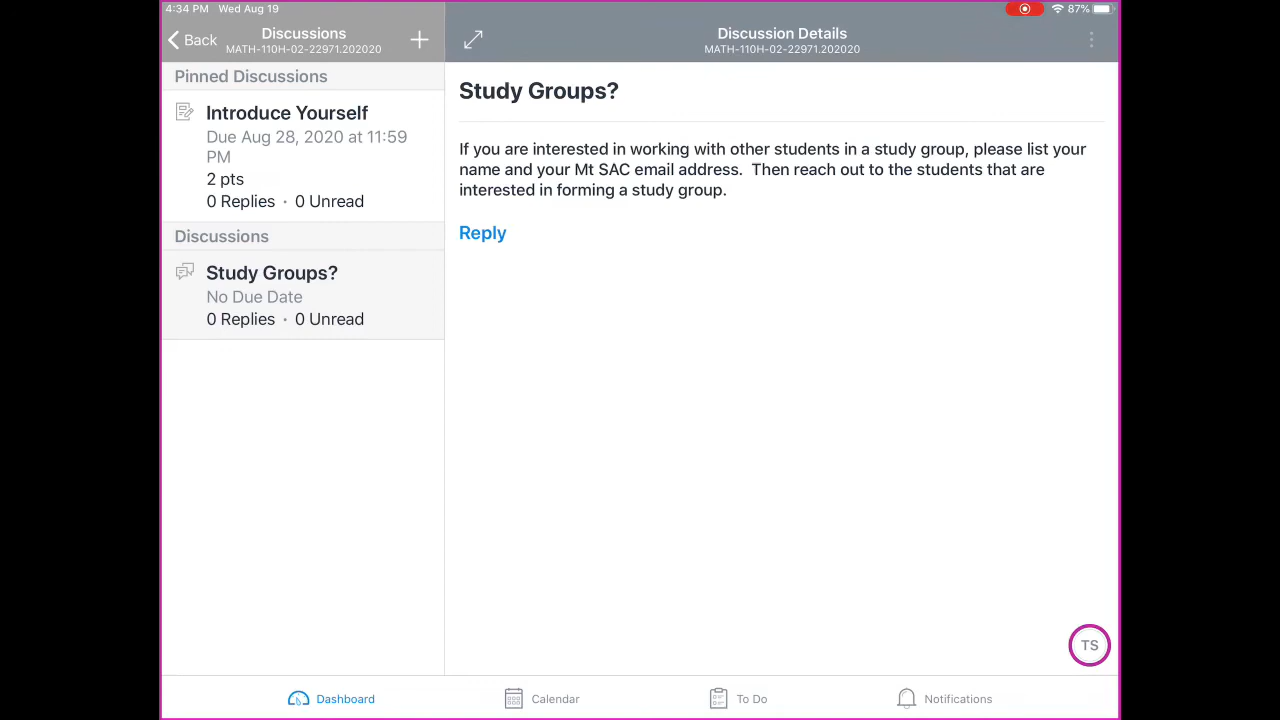 4:34 PM Wed Aug 19
87%
Back
Discussions
MATH-110H-02-22971.202020
Discussion Details
MATH-110H-02-22971.202020
Pinned Discussions
Introduce Yourself
Due Aug 28, 2020 at 11:59
PM
2 pts
0 Replies · 0 Unread
Discussions
Study Groups?
No Due Date
0 Replies · 0 Unread
Study Groups?
If you are interested in working with other students in a study group, please list your
name and your Mt SAC email address.  Then reach out to the students that are
interested in forming a study group.
Reply
TS
Dashboard
Calendar
To Do
Notifications